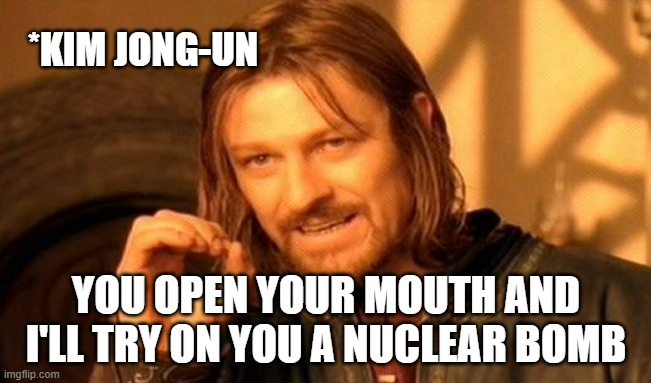 *KIM JONG-UN
YOU OPEN YOUR MOUTH AND
I'LL TRY ON YOU A NUCLEAR BOMB
imgflip.com